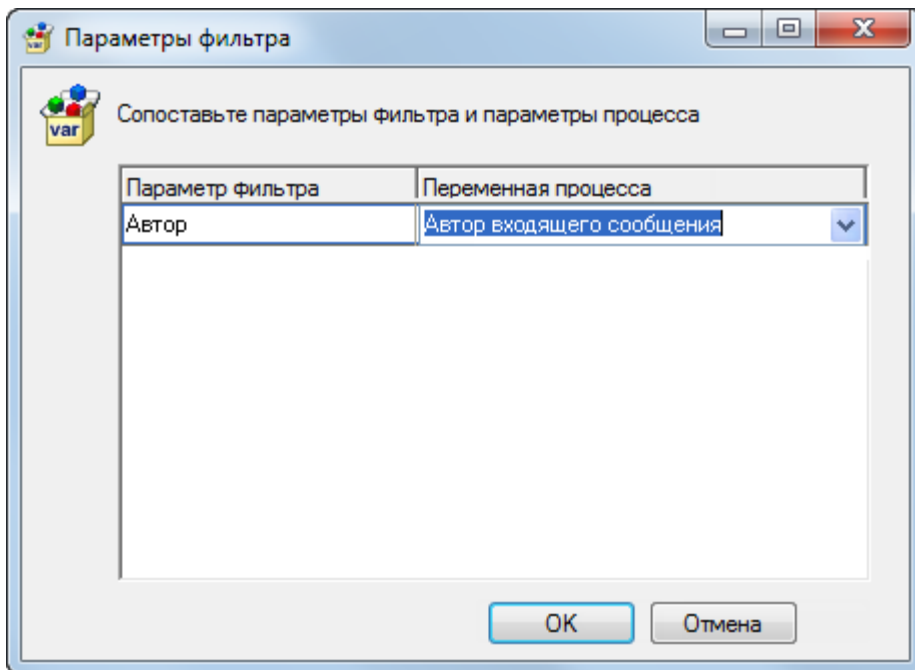 Параметры фильтра
Сопоставьте параметры фильтра и параметры процесса
var
Параметр фильтра Переменная процесса
Автор Автор входящего сообщения
OK Отмена